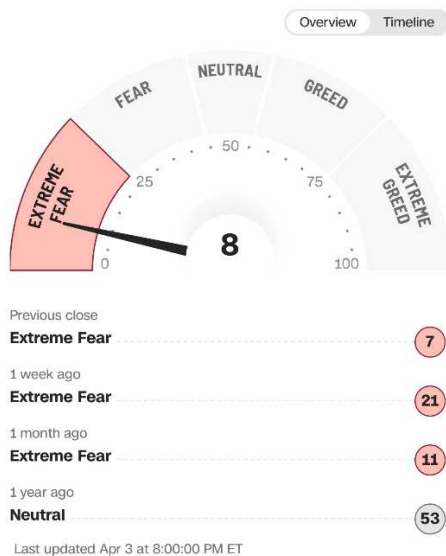 Overview Timeline
EXTREME
FEAR
FEAR
NEUTRAL
GREED
EXTREME
GREED
0
25
50
75
100
8
Previous close
Extreme Fear 7
1 week ago
Extreme Fear 21
1 month ago
Extreme Fear 11
1 year ago
Neutral 53
Last updated Apr 3 at 8:00:00 PM ET